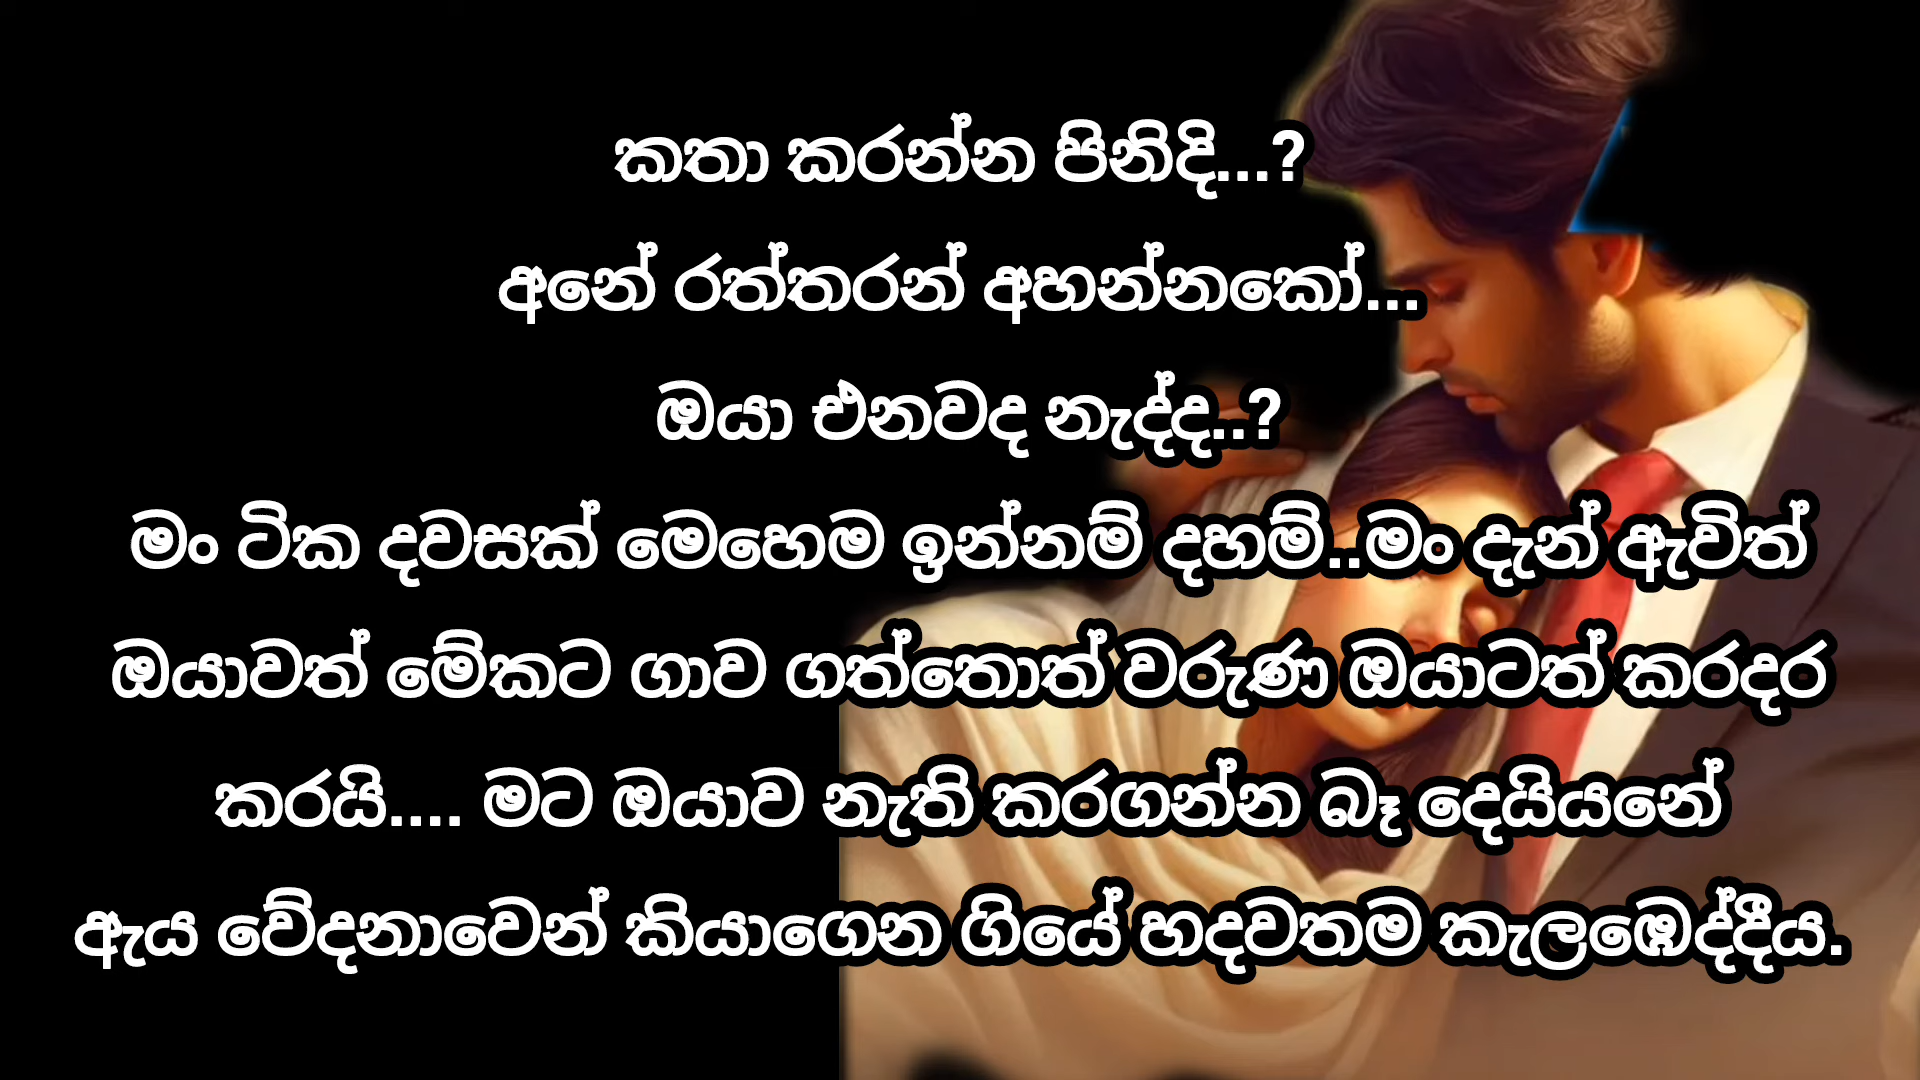 කතා කරන්න පිනිදි...?
අනේ රත්තරන් අහන්නකෝ...
ඔයා එනවද නැද්ද..?
මං ටික දවසක් මෙහෙම ඉන්නම් දහම්..මං දැන් ඇවිත්
ඔයාවත් මේකට ගාව ගත්තොත් වරුණ ඔයාටත් කරදර
කරයි.... මට ඔයාව නැති කරගන්න බෑ දෙයියනේ
ඇය වේදනාවෙන් කියාගෙන ගියේ හදවතම කැලඹෙද්දීය.